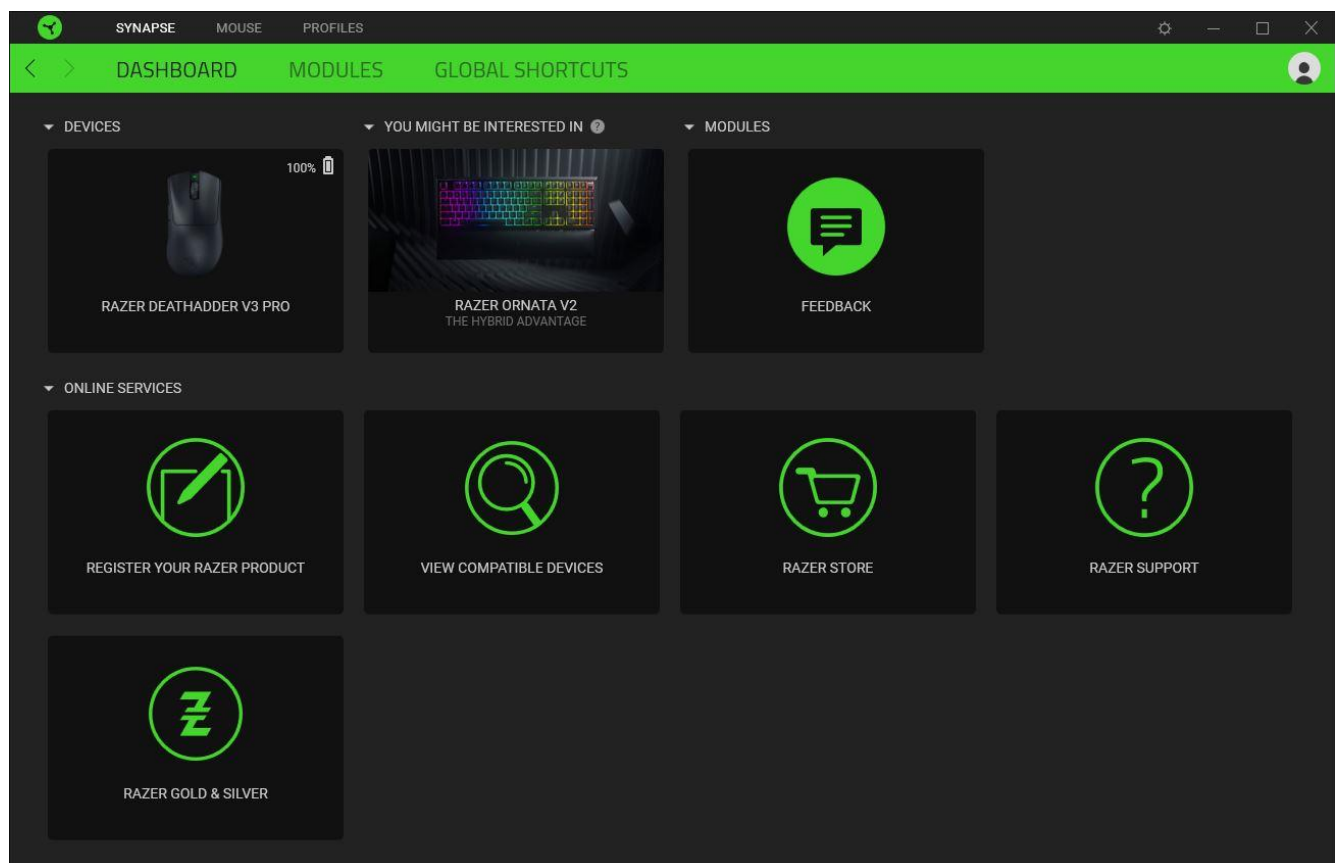 SYNAPSE MOUSE PROFILES
DASHBOARD MODULES GLOBAL SHORTCUTS
DEVICES
100%
RAZER DEATHADDER V3 PRO
YOU MIGHT BE INTERESTED IN ?
RAZER ORNATA V2
THE HYBRID ADVANTAGE
MODULES
FEEDBACK
ONLINE SERVICES
REGISTER YOUR RAZER PRODUCT
VIEW COMPATIBLE DEVICES
RAZER STORE
?
RAZER SUPPORT
RAZER GOLD & SILVER